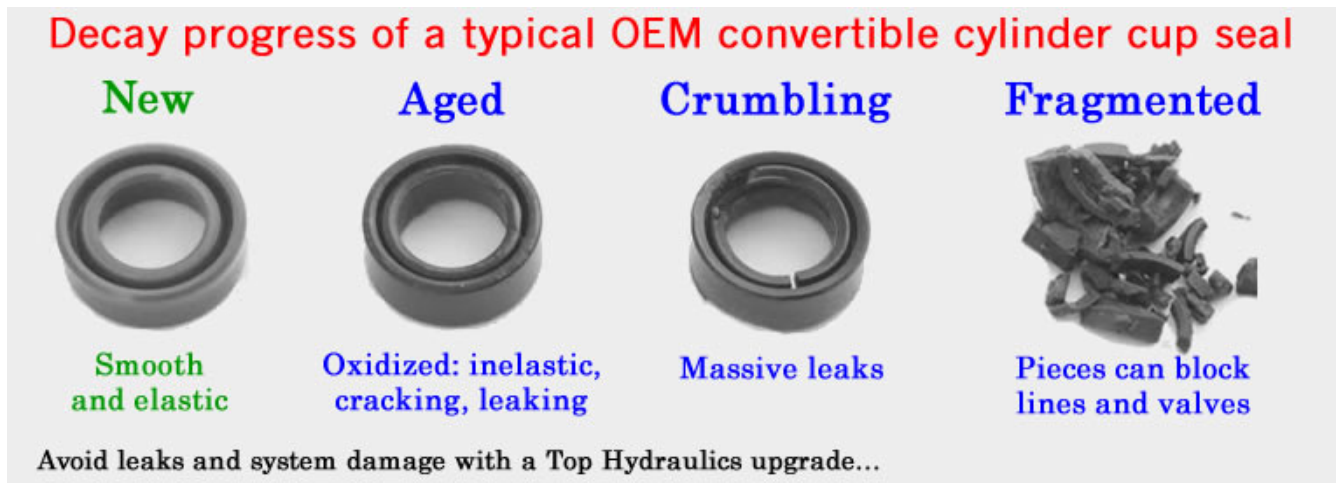 Decay progress of a typical OEM convertible cylinder cup seal
New
Aged
Crumbling
Fragmented
Smooth
and elastic
Oxidized: inelastic,
cracking, leaking
Massive leaks
Pieces can block
lines and valves
Avoid leaks and system damage with a Top Hydraulics upgrade...